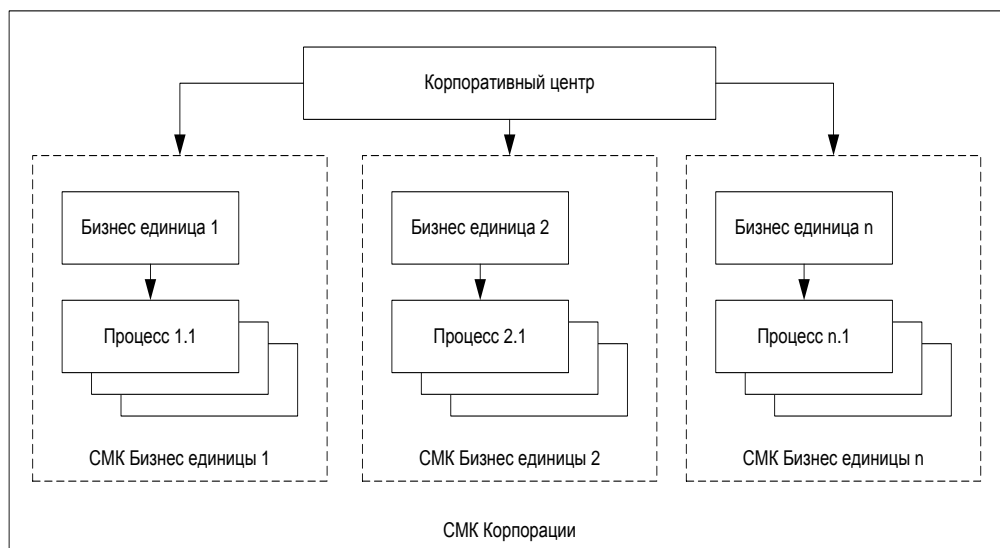 Корпоративный центр
Бизнес единица 1
Бизнес единица 2
Бизнес единица n
Процесс 1.1
Процесс 2.1
Процесс n.1
СМК Бизнес единицы 1
СМК Бизнес единицы 2
СМК Бизнес единицы n
СМК Корпорации